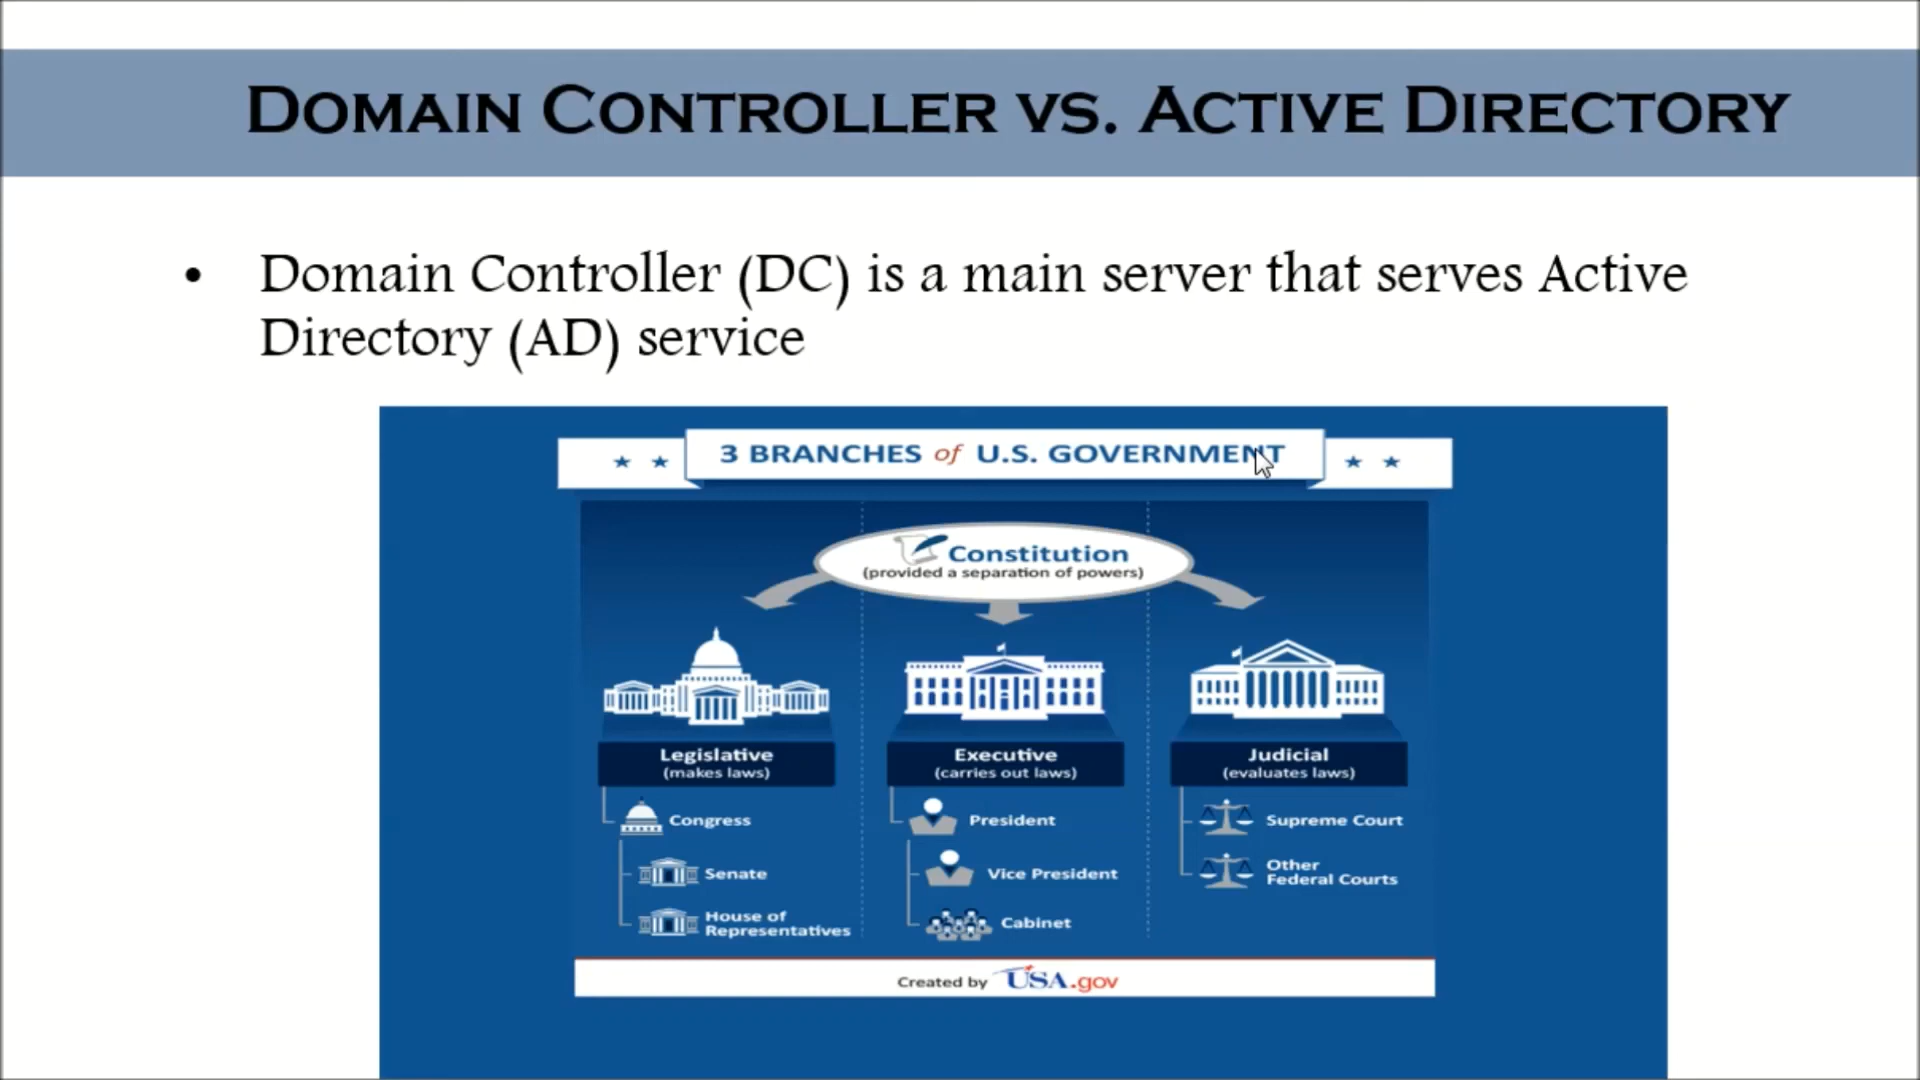 DOMAIN CONTROLLER VS. ACTIVE DIRECTORY
• Domain Controller (DC) is a main server that serves Active
Directory (AD) service
3 BRANCHES of U.S. GOVERNMENT
Constitution
(provided a separation of powers)
Legislative
(makes laws)
Congress
Senate
House of
Representatives
Executive
(carries out laws)
President
Vice President
Cabinet
Judicial
(evaluates laws)
Supreme Court
Other
Federal Courts
Created by USA.gov